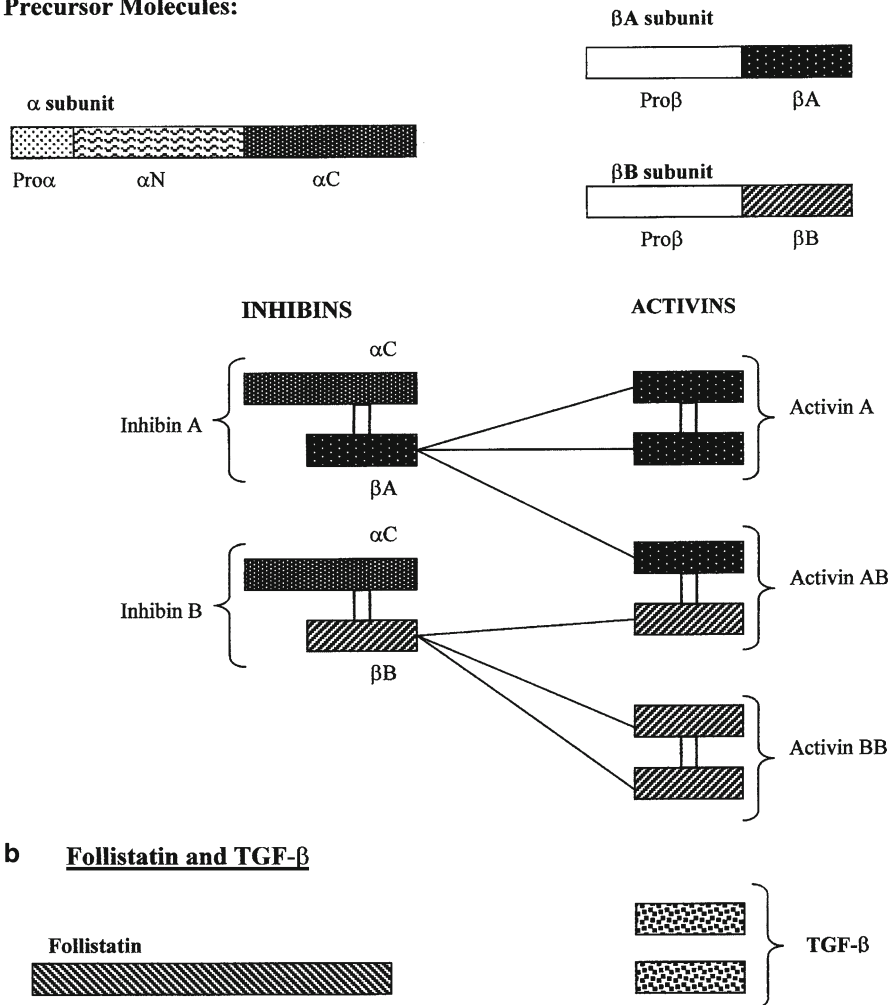 Precursor Molecules:
βA subunit
Proβ βA
α subunit
Proα αN αC
βB subunit
Proβ βB
INHIBINS ACTIVINS
αC
Inhibin A
βA
Activin A
αC
Inhibin B
βB
Activin AB
Activin BB
b Follistatin and TGF-β
Follistatin
TGF-β